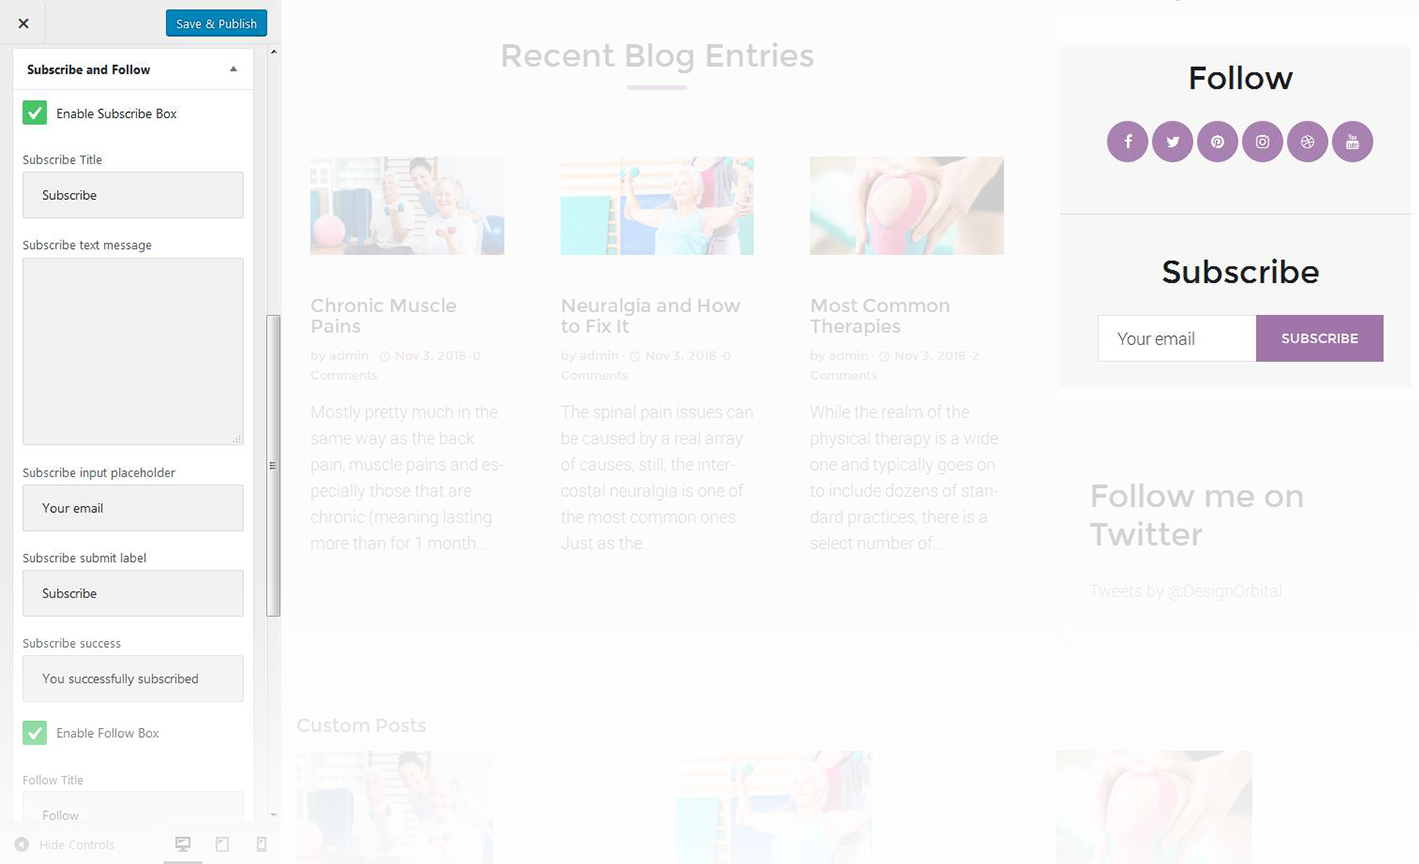 Save & Publish
Subscribe and Follow
Enable Subscribe Box
Subscribe Title
Subscribe
Subscribe text message
Subscribe input placeholder
Your email
Subscribe submit label
Subscribe
Subscribe success
You successfully subscribed
Enable Follow Box
Follow Title
Follow
Hide Controls
Recent Blog Entries
Chronic Muscle
Pains
by admin · Nov 3, 2016 ·0
Comments
Mostly pretty much in the
same way as the back
pain, muscle pains and es-
pecially those that are
chronic (meaning lasting
more than for 1 month...
Neuralgia and How
to Fix It
by admin · Nov 3, 2016 ·0
Comments
The spinal pain issues can
be caused by a real array
of causes, still, the inter-
costal neuralgia is one of
the most common ones.
Just as the...
Most Common
Therapies
by admin · Nov 3, 2016 ·2
Comments
While the realm of the
physical therapy is a wide
one and typically goes on
to include dozens of stan-
dard practices, there is a
select number of...
Custom Posts
Follow
You
Tube
Subscribe
Your email
SUBSCRIBE
Follow me on
Twitter
Tweets by @DesignOrbital